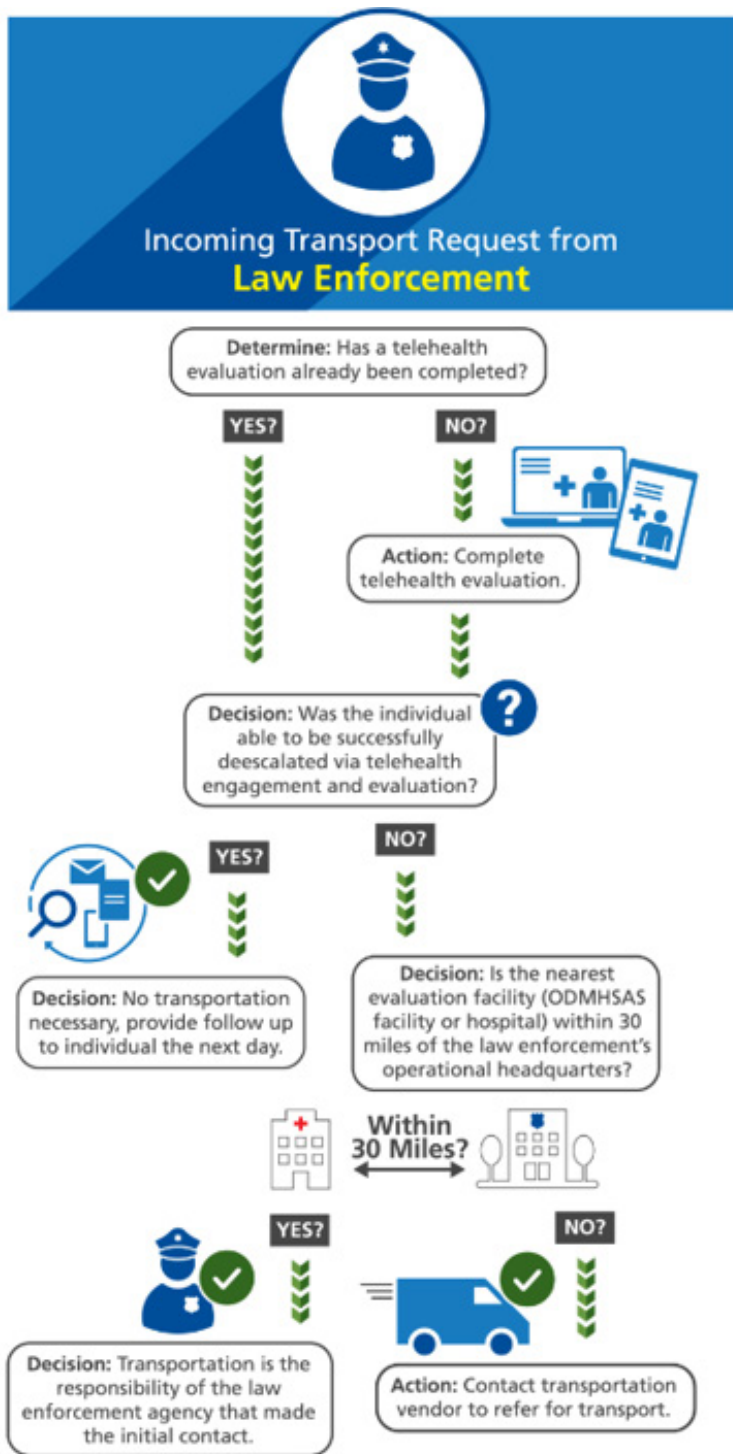 Incoming Transport Request from
Law Enforcement
Determine: Has a telehealth
evaluation already been completed?
YES?
NO?
Action: Complete
telehealth evaluation.
Decision: Was the individual
able to be successfully
deescalated via telehealth
engagement and evaluation?
?
YES?
NO?
Decision: No transportation
necessary, provide follow up
to individual the next day.
Decision: Is the nearest
evaluation facility (ODMHSAS
facility or hospital) within 30
miles of the law enforcement's
operational headquarters?
Within
30 Miles?
YES?
NO?
Decision: Transportation is the
responsibility of the law
enforcement agency that made
the initial contact.
Action: Contact transportation
vendor to refer for transport.